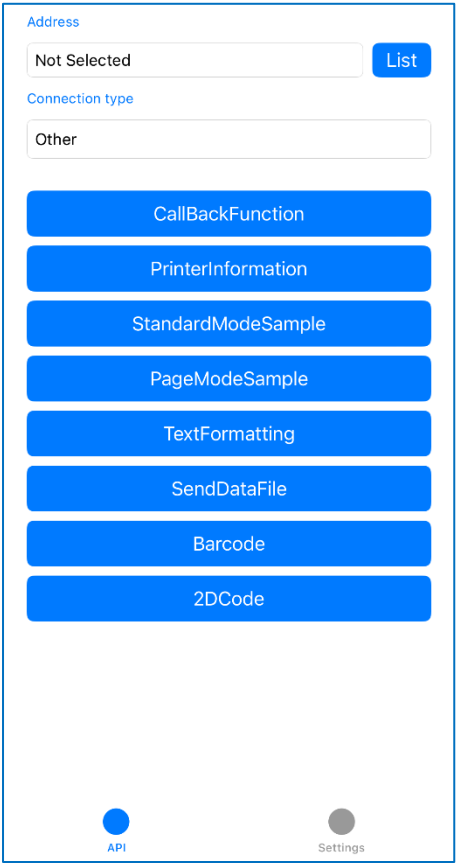 Address
Not Selected
List
Connection type
Other
CallBackFunction
PrinterInformation
StandardModeSample
PageModeSample
TextFormatting
SendDataFile
Barcode
2DCode
API
Settings